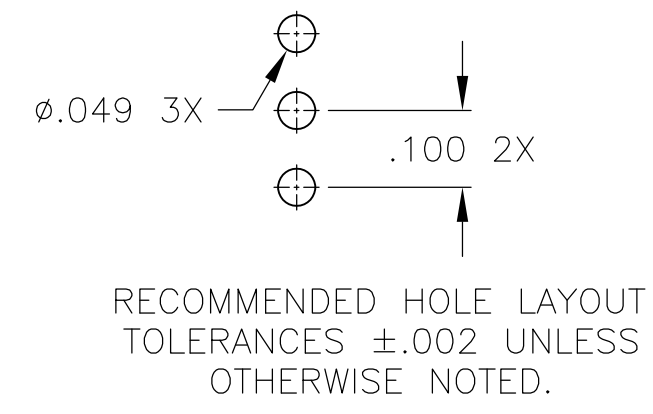 ⌀.049 3X
.100 2X
RECOMMENDED HOLE LAYOUT
TOLERANCES ±.002 UNLESS
OTHERWISE NOTED.